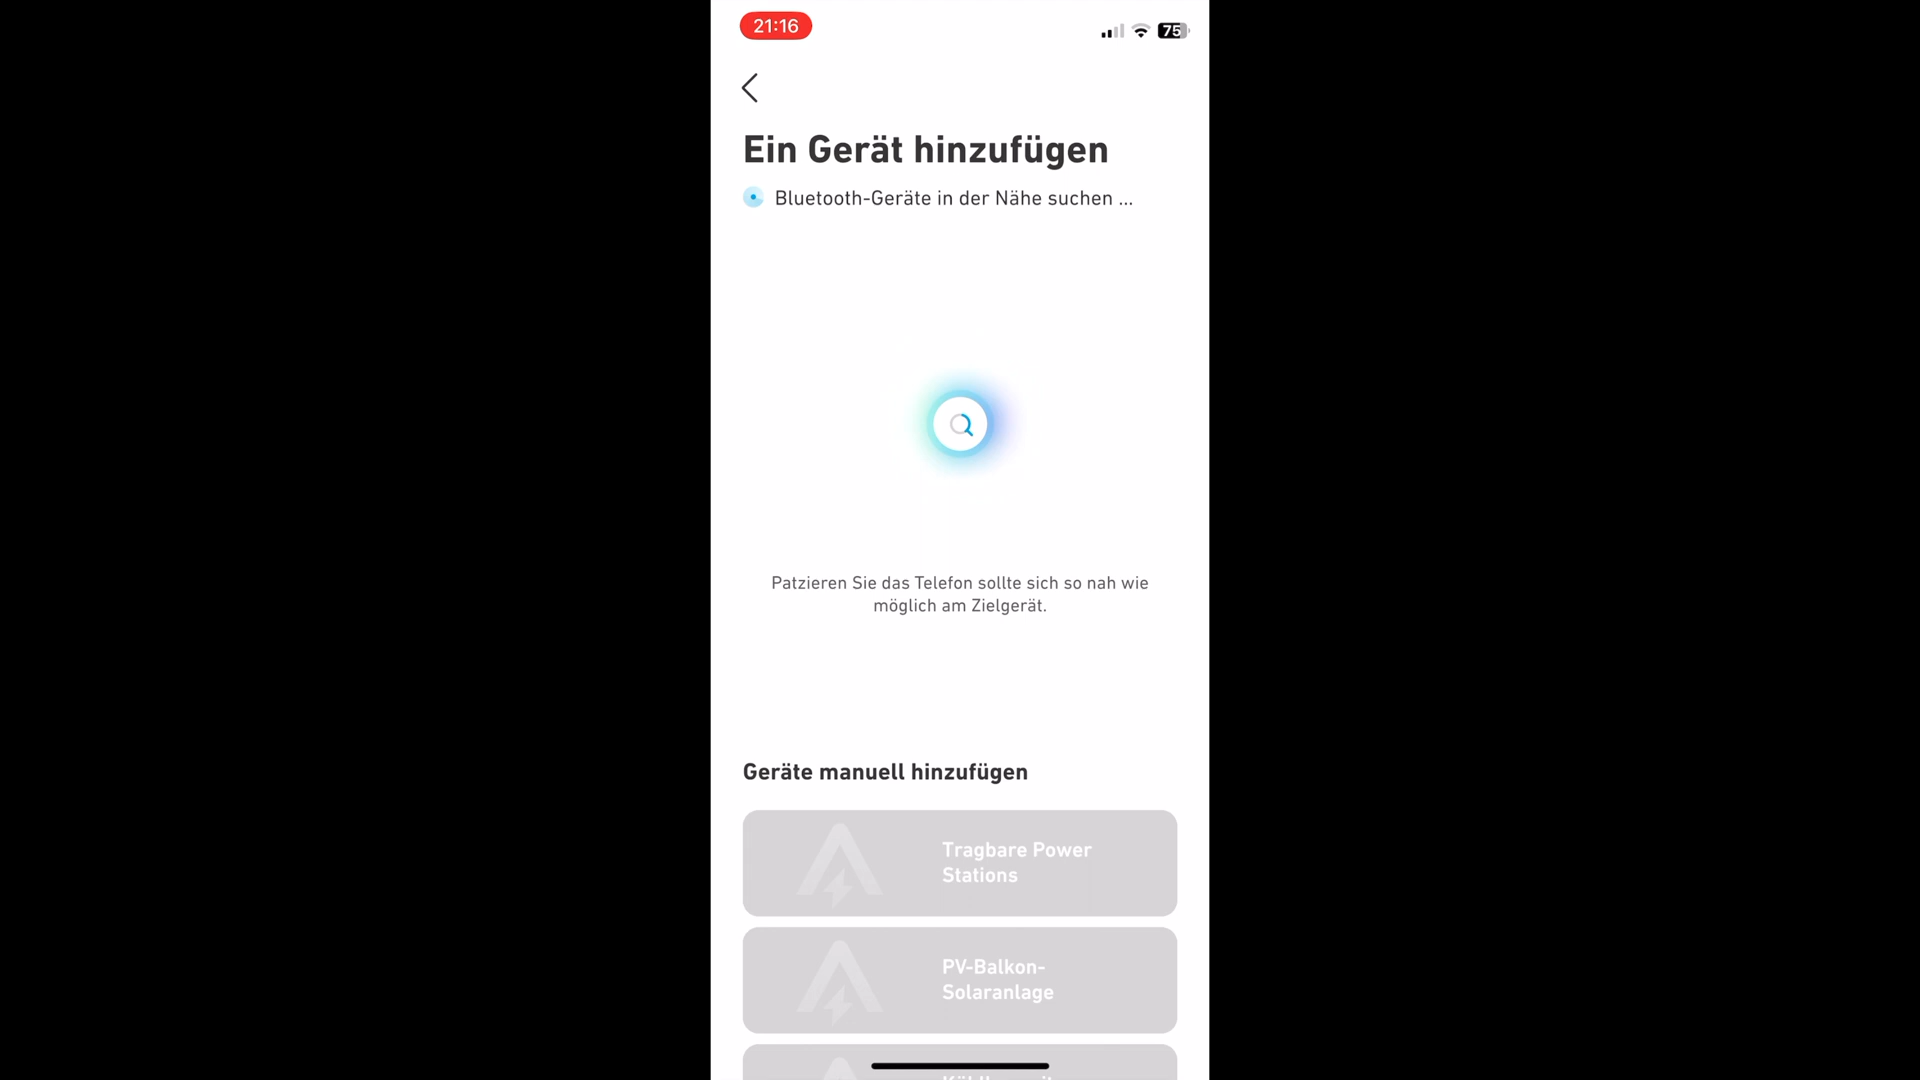 21:16
75
Ein Gerät hinzufügen
Bluetooth-Geräte in der Nähe suchen ...
Patzieren Sie das Telefon sollte sich so nah wie
möglich am Zielgerät.
Geräte manuell hinzufügen
Tragbare Power
Stations
PV-Balkon-
Solaranlage